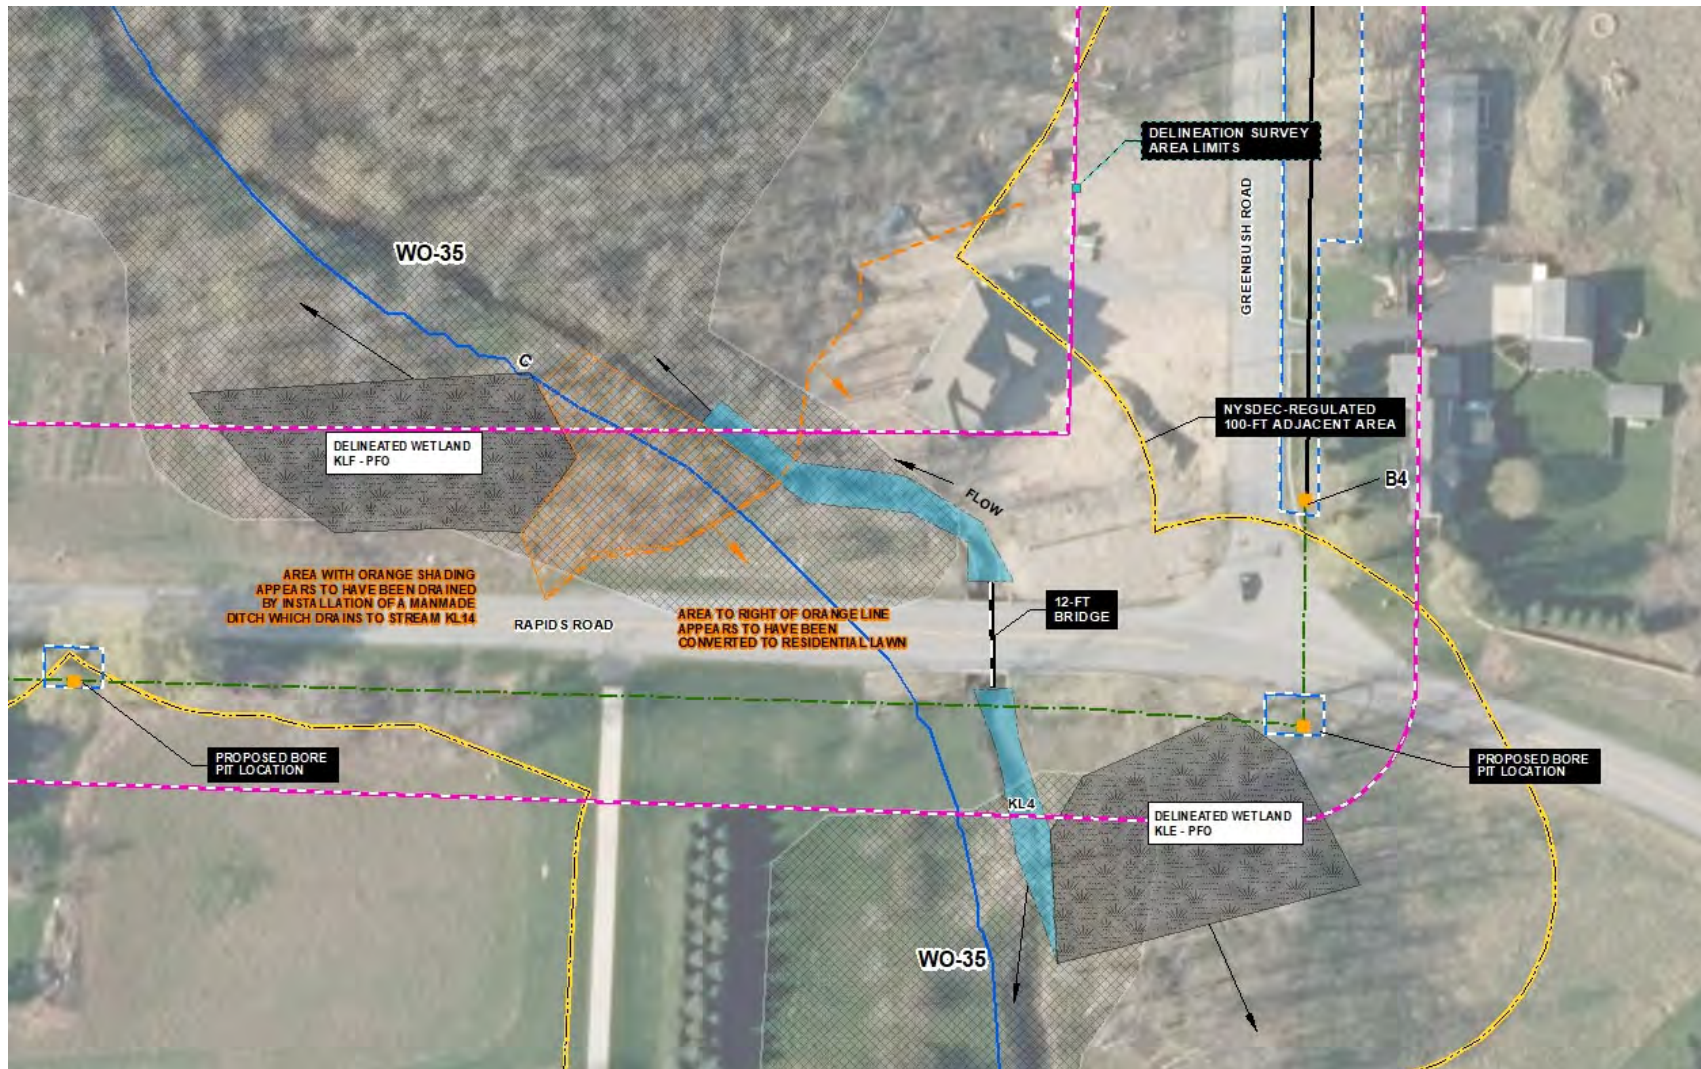 DELINEATION SURVEY
AREA LIMITS
GREENBUSH ROAD
WO-35
C
NYSDEC-REGULATED
100-FT ADJACENT AREA
DELINEATED WETLAND
KLF - PFO
B4
FLOW
AREA WITH ORANGE SHADING
APPEARS TO HAVE BEEN DRAINED
BY INSTALLATION OF A MANMADE
DITCH WHICH DRAINS TO STREAM KL14
RAPIDS ROAD
AREA TO RIGHT OF ORANGE LINE
APPEARS TO HAVE BEEN
CONVERTED TO RESIDENTIAL LAWN
12-FT
BRIDGE
PROPOSED BORE
PIT LOCATION
PROPOSED BORE
PIT LOCATION
KL4
DELINEATED WETLAND
KLE - PFO
WO-35